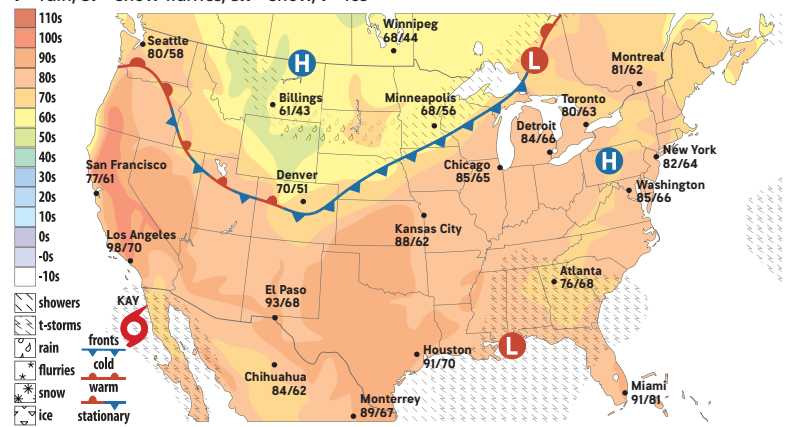 110s
100s
90s
80s
70s
60s
50s
40s
30s
20s
10s
0s
-0s
-10s
showers
t-storms
rain
flurries
snow
ice
fronts
cold
warm
stationary
KAY
Seattle
80/58
Winnipeg
68/44
H
L
Montreal
81/62
Billings
61/43
Minneapolis
68/56
Toronto
80/63
Detroit
84/66
New York
82/64
H
San Francisco
77/61
Denver
70/51
Chicago
85/65
Washington
85/66
Los Angeles
98/70
Kansas City
88/62
El Paso
93/68
Atlanta
76/68
Houston
91/70
L
Chihuahua
84/62
Monterrey
89/67
Miami
91/81